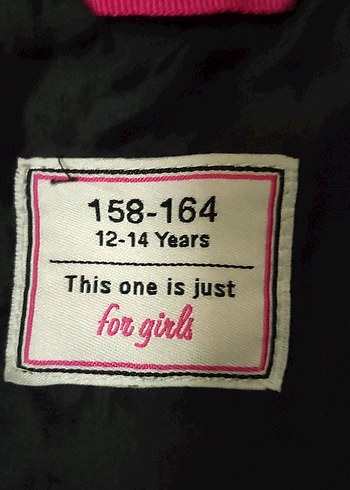 158-164
12-14 Years
This one is just
for girls